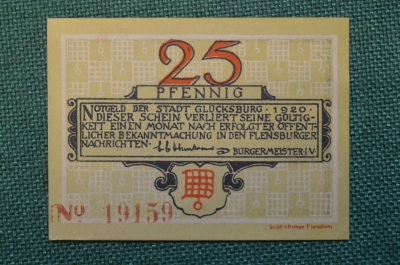 25
PFENNIG
NOTGELD DER STADT GLÜCKSBURG · 1920 ·
DIESER SCHEIN VERLIERT SEINE GÜLTIG-
KEIT EINEN MONAT NACH ERFOLGTER ÖFFENT-
LICHER BEKANNTMACHUNG IN DEN FLENSBURGER
NACHRICHTEN.
BÜRGERMEISTER I.V.
No 19159
Flensburg